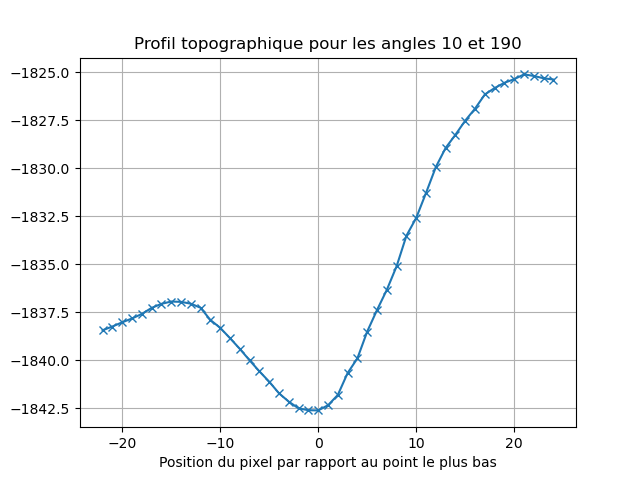 Profil topographique pour les angles 10 et 190
−1825.0
−1827.5
−1830.0
−1832.5
−1835.0
−1837.5
−1840.0
−1842.5
−20 −10 0 10 20
Position du pixel par rapport au point le plus bas